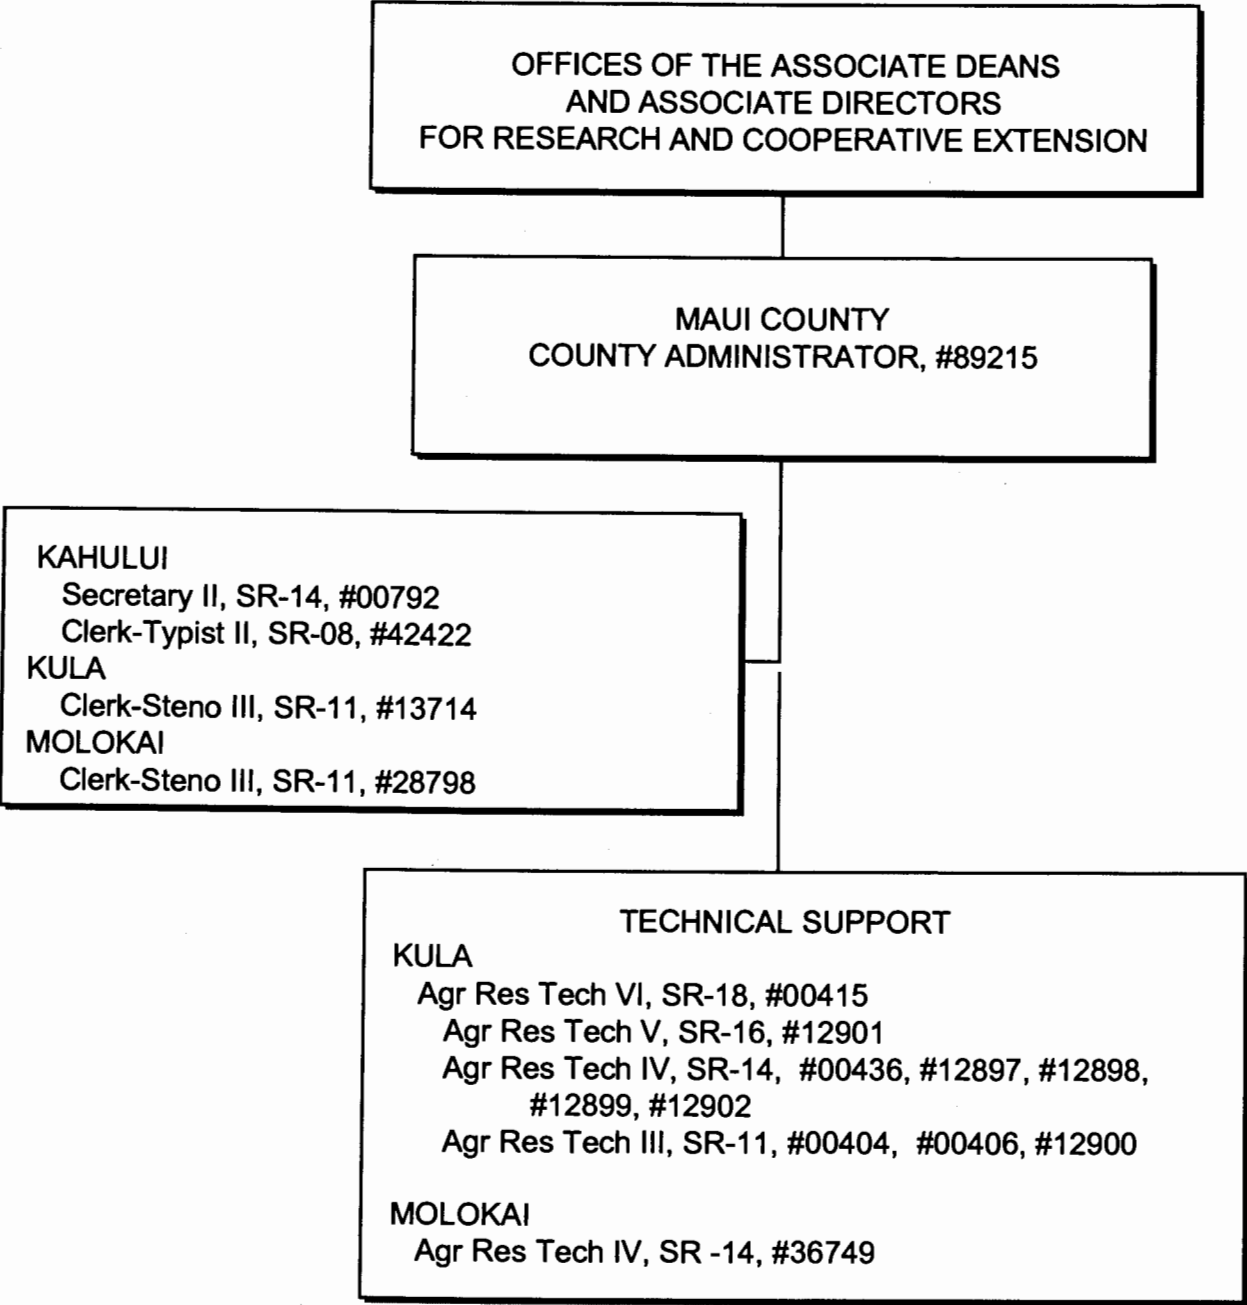 OFFICES OF THE ASSOCIATE DEANS
AND ASSOCIATE DIRECTORS
FOR RESEARCH AND COOPERATIVE EXTENSION
MAUI COUNTY
COUNTY ADMINISTRATOR, #89215
KAHULUI
Secretary II, SR-14, #00792
Clerk-Typist II, SR-08, #42422
KULA
Clerk-Steno III, SR-11, #13714
MOLOKAI
Clerk-Steno III, SR-11, #28798
TECHNICAL SUPPORT
KULA
Agr Res Tech VI, SR-18, #00415
Agr Res Tech V, SR-16, #12901
Agr Res Tech IV, SR-14, #00436, #12897, #12898,
#12899, #12902
Agr Res Tech III, SR-11, #00404, #00406, #12900
MOLOKAI
Agr Res Tech IV, SR -14, #36749